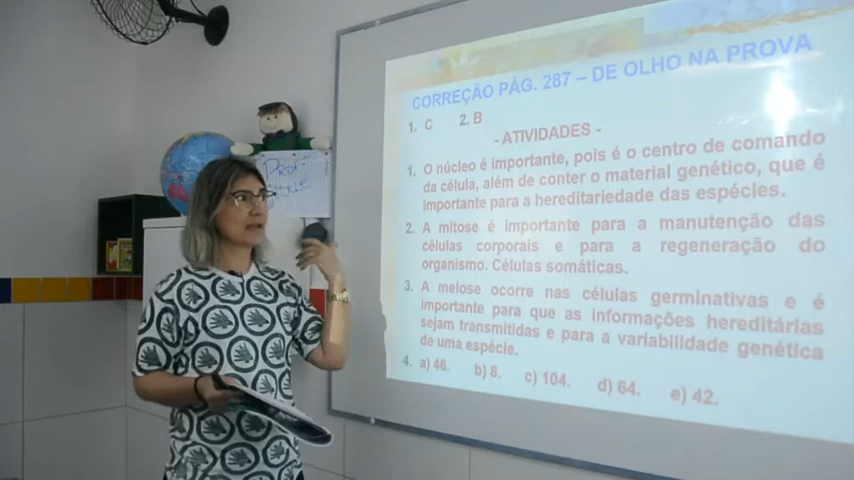 Profª
CORREÇÃO PÁG. 287 – DE OLHO NA PROVA
1. C 2. B
- ATIVIDADES -
1. O núcleo é importante, pois é o centro de comando
da célula, além de conter o material genético, que é
importante para a hereditariedade das espécies.
2. A mitose é importante para a manutenção das
células corporais e para a regeneração do
organismo. Células somáticas.
3. A meiose ocorre nas células germinativas e é
importante para que as informações hereditárias
sejam transmitidas e para a variabilidade genética
de uma espécie.
4. a) 46. b) 8. c) 104. d) 64. e) 42.